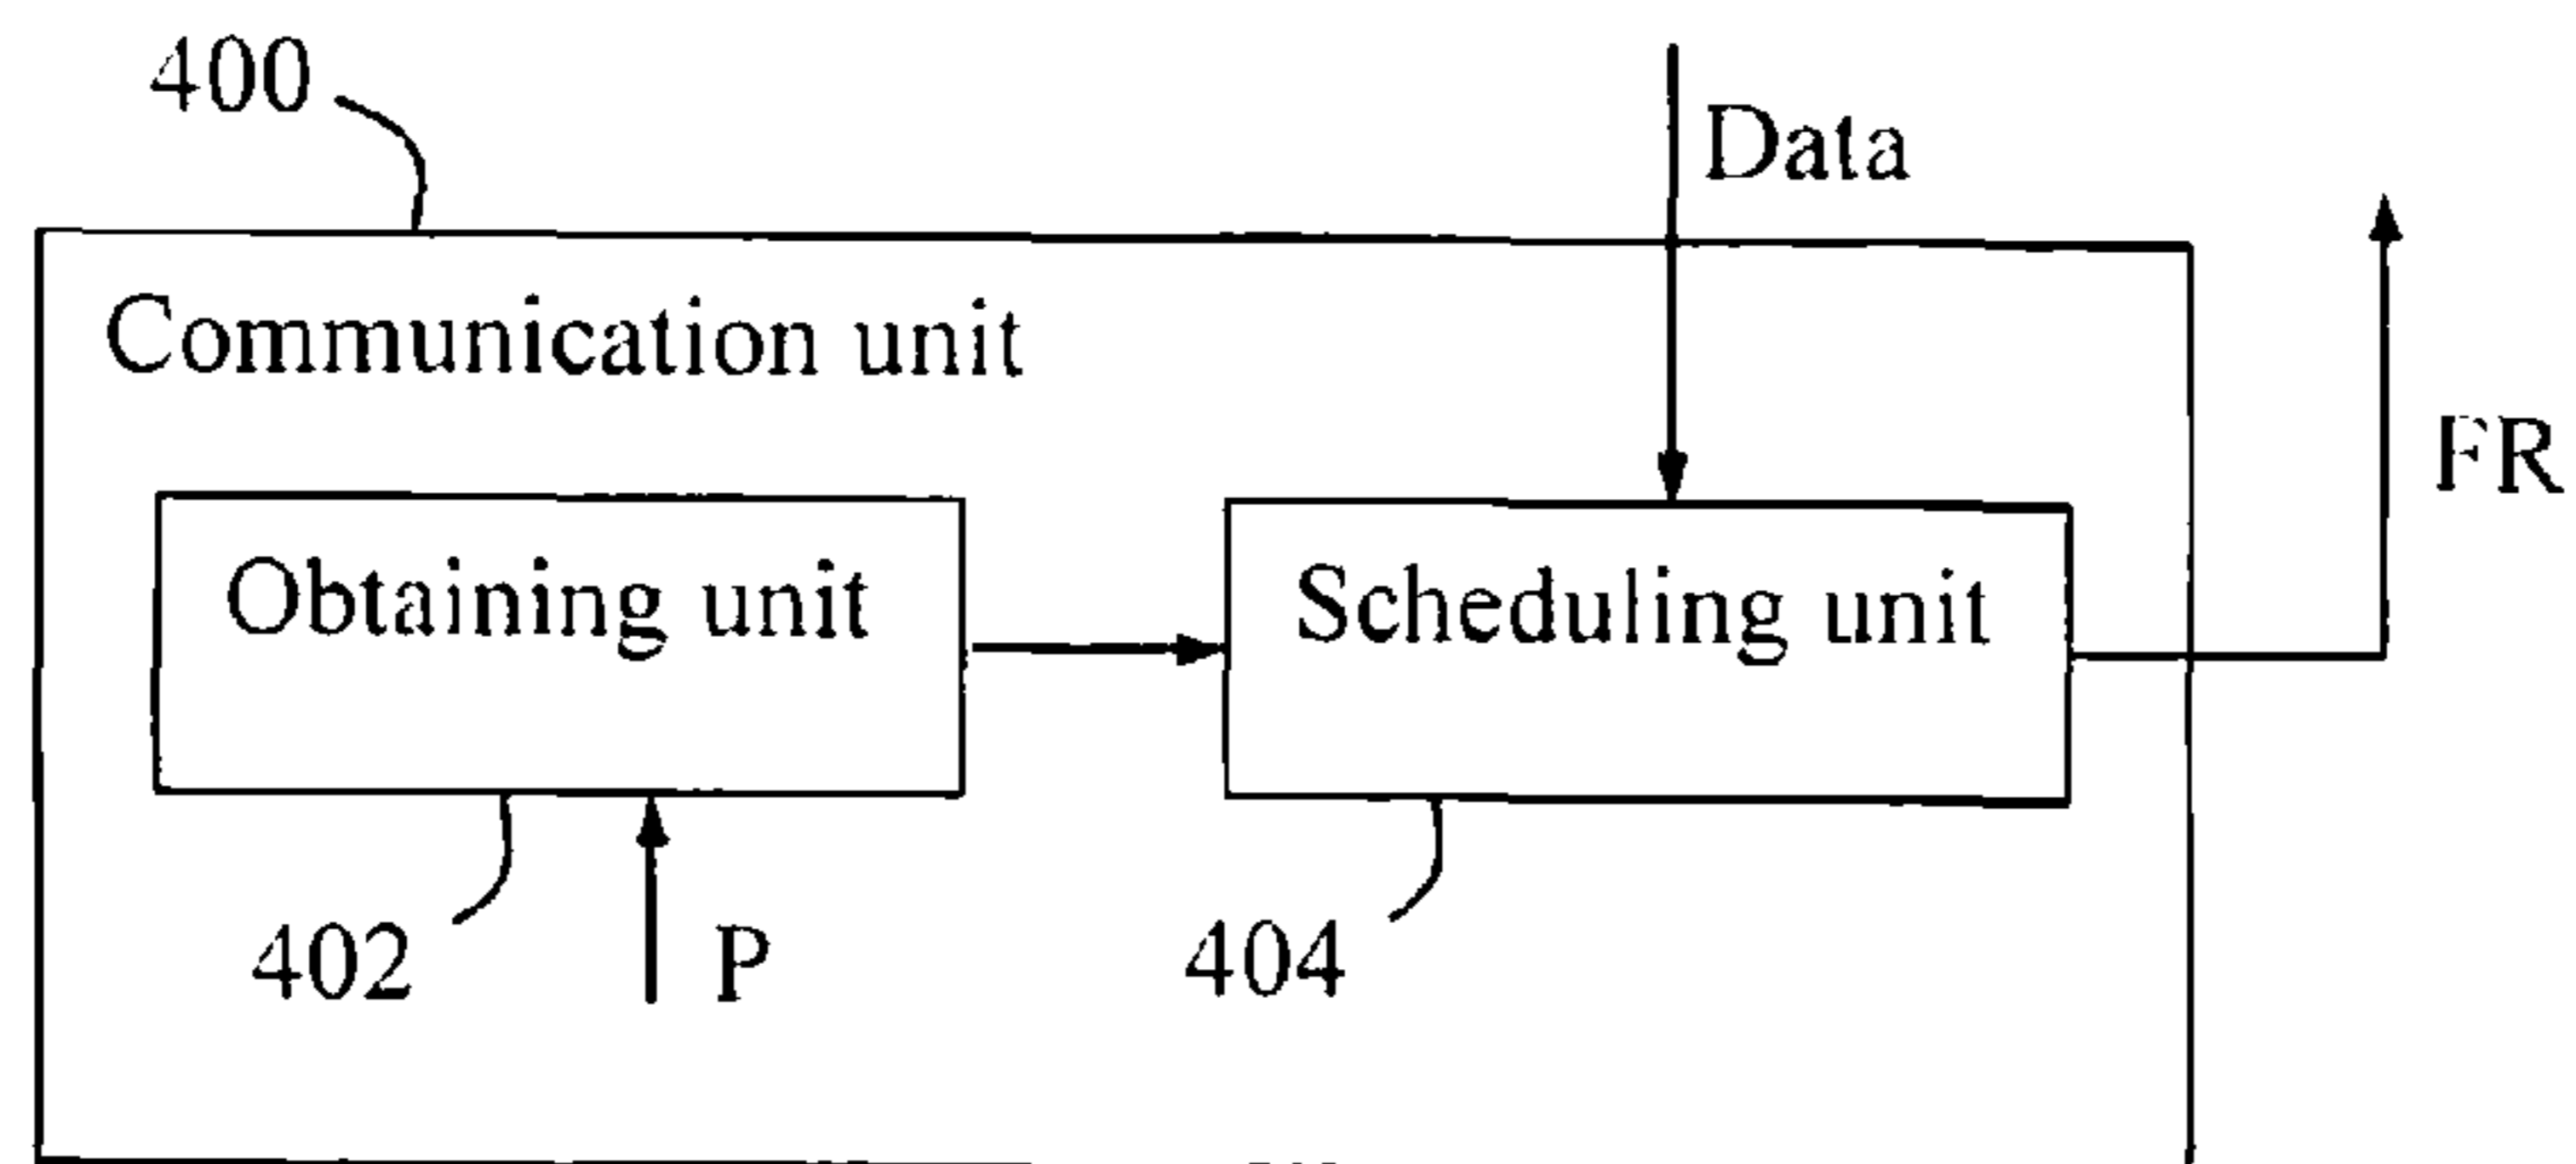 400
Data
Communication unit
FR
Obtaining unit
Scheduling unit
402
P
404